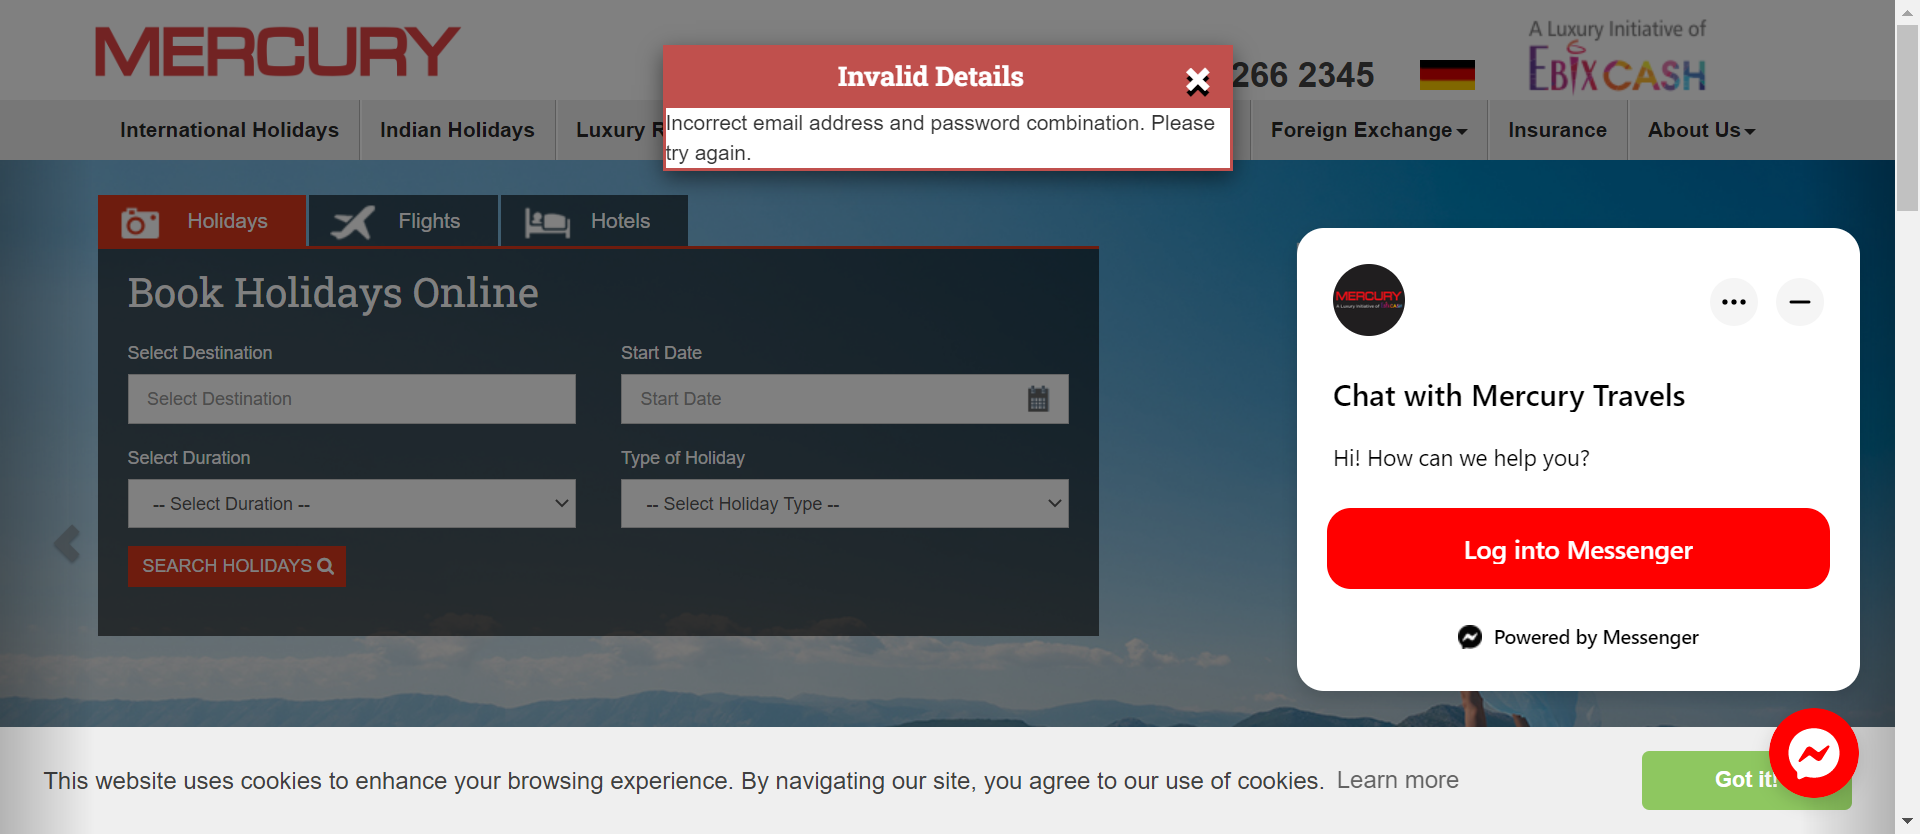 MERCURY
266 2345
A Luxury Initiative of
EBIXCASH
International Holidays
Indian Holidays
Luxury R
Foreign Exchange
Insurance
About Us
Invalid Details
Incorrect email address and password combination. Please
try again.
Holidays
Flights
Hotels
Book Holidays Online
Select Destination
Start Date
Select Destination
Start Date
Select Duration
Type of Holiday
-- Select Duration --
-- Select Holiday Type --
SEARCH HOLIDAYS
MERCURY
A Luxury Initiative of EBIXCASH
Chat with Mercury Travels
Hi! How can we help you?
Log into Messenger
Powered by Messenger
This website uses cookies to enhance your browsing experience. By navigating our site, you agree to our use of cookies. Learn more
Got it!